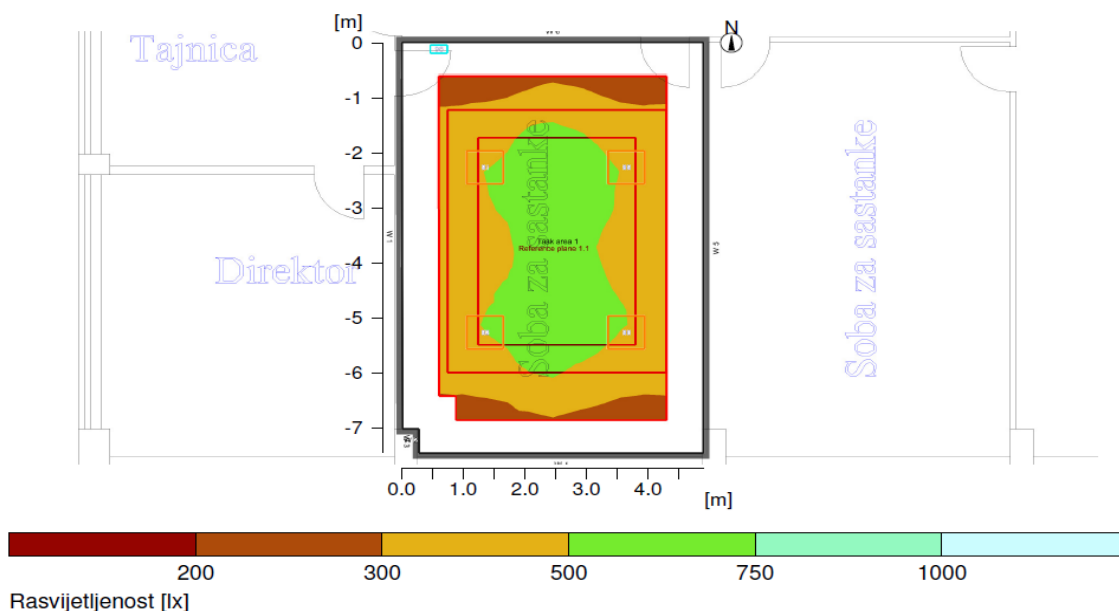 [m]
N
Tajnica
0
-1
-2
-3
-4
-5
-6
-7
W 1
W 5
Task area 1
Reference plane 1.1
Direktor
Soba za sastanke
Soba za sastanke
0.0 1.0 2.0 3.0 4.0
[m]
200 300 500 750 1000
Rasvijetljenost [lx]